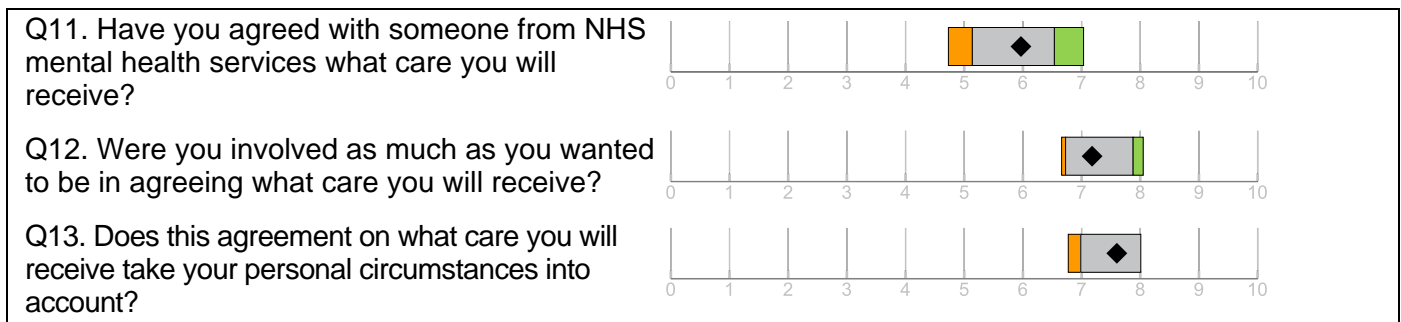 Q11. Have you agreed with someone from NHS
mental health services what care you will
receive?
0 1 2 3 4 5 6 7 8 9 10
Q12. Were you involved as much as you wanted
to be in agreeing what care you will receive?
0 1 2 3 4 5 6 7 8 9 10
Q13. Does this agreement on what care you will
receive take your personal circumstances into
account?
0 1 2 3 4 5 6 7 8 9 10